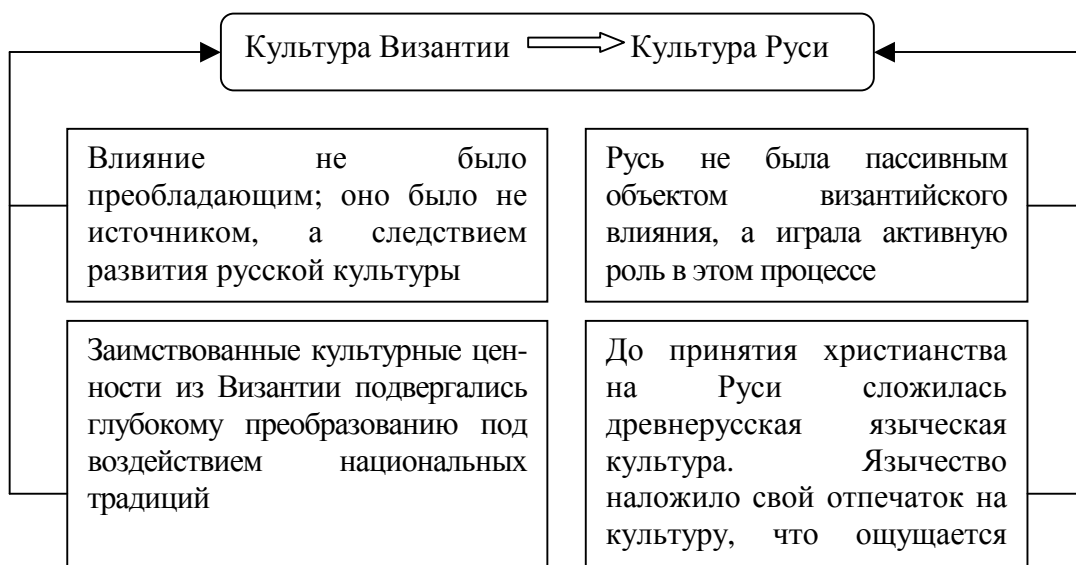 Культура Византии Культура Руси
Влияние не было
преобладающим; оно было не
источником, а следствием
развития русской культуры
Русь не была пассивным
объектом византийского
влияния, а играла активную
роль в этом процессе
Заимствованные культурные цен-
ности из Византии подвергались
глубокому преобразованию под
воздействием национальных
традиций
До принятия христианства
на Руси сложилась
древнерусская языческая
культура. Язычество
наложило свой отпечаток на
культуру, что ощущается